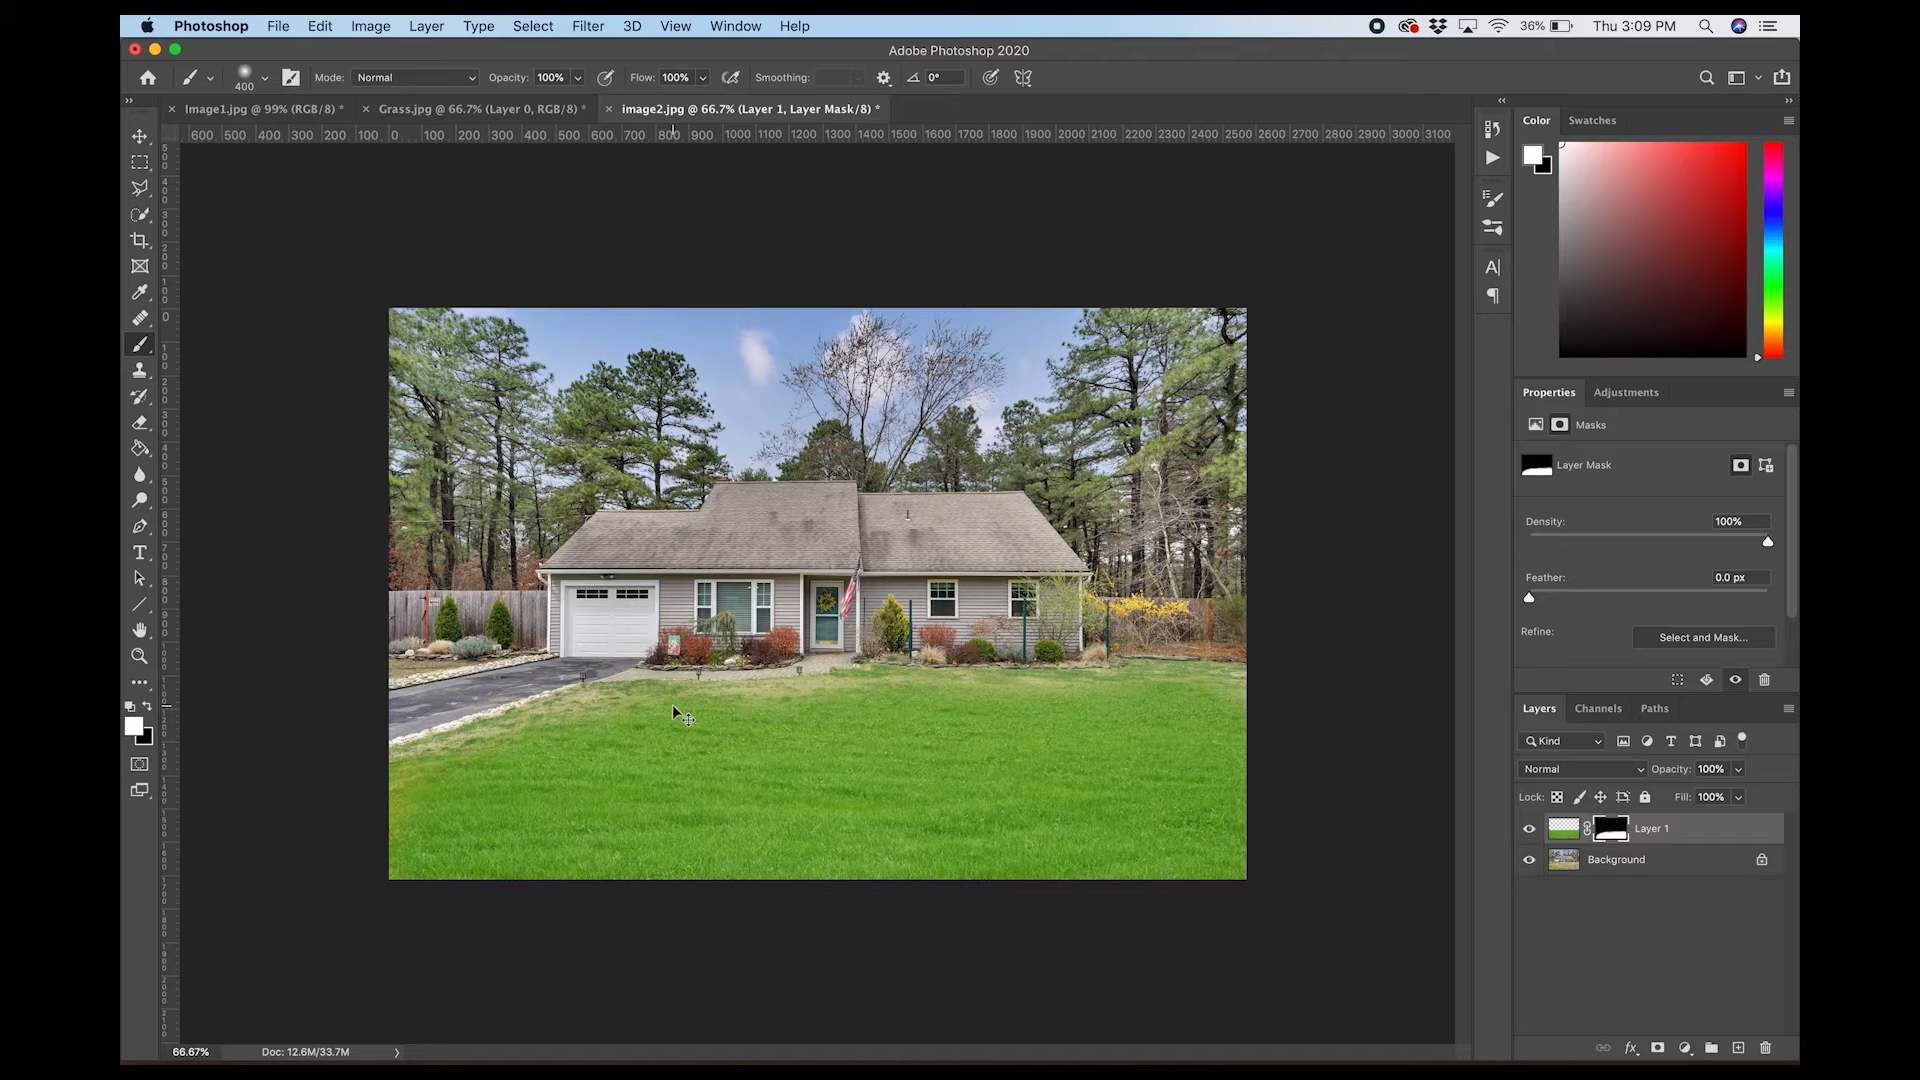 Photoshop File Edit Image Layer Type Select Filter 3D View Window Help 36% Thu 3:09 PM
Adobe Photoshop 2020
400 Mode: Normal Opacity: 100% Flow: 100% Smoothing: 0°
Image1.jpg @ 99% (RGB/8) * Grass.jpg @ 66.7% (Layer 0, RGB/8) * image2.jpg @ 66.7% (Layer 1, Layer Mask/8) *
600 500 400 300 200 100 0 100 200 300 400 500 600 700 800 900 1000 1100 1200 1300 1400 1500 1600 1700 1800 1900 2000 2100 2200 2300 2400 2500 2600 2700 2800 2900 3000 3100
Color Swatches
Properties Adjustments
Masks
Layer Mask
Density: 100%
Feather: 0.0 px
Refine: Select and Mask...
Layers Channels Paths
Kind
Normal Opacity: 100%
Lock: Fill: 100%
Layer 1
Background
fx
66.67% Doc: 12.6M/33.7M